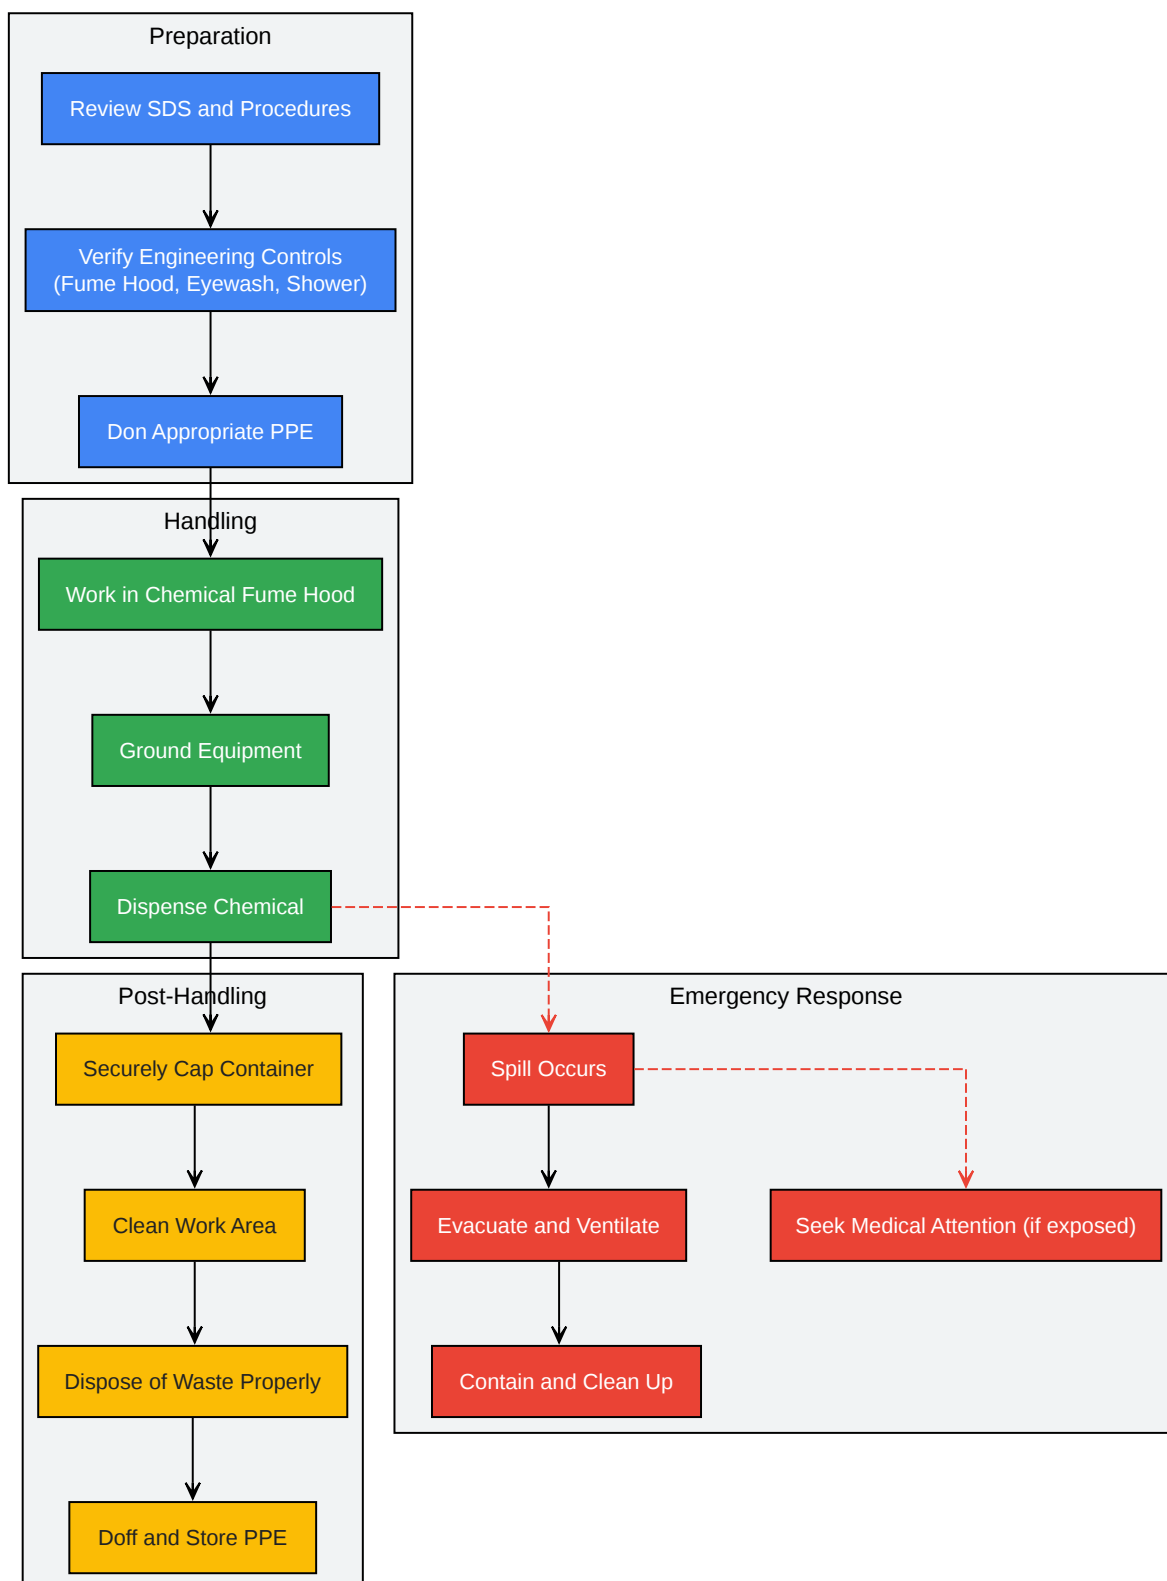 Preparation
Review SDS and Procedures
Verify Engineering Controls
(Fume Hood, Eyewash, Shower)
Don Appropriate PPE
Handling
Work in Chemical Fume Hood
Ground Equipment
Dispense Chemical
Post-Handling
Securely Cap Container
Clean Work Area
Dispose of Waste Properly
Doff and Store PPE
Emergency Response
Spill Occurs
Evacuate and Ventilate
Seek Medical Attention (if exposed)
Contain and Clean Up